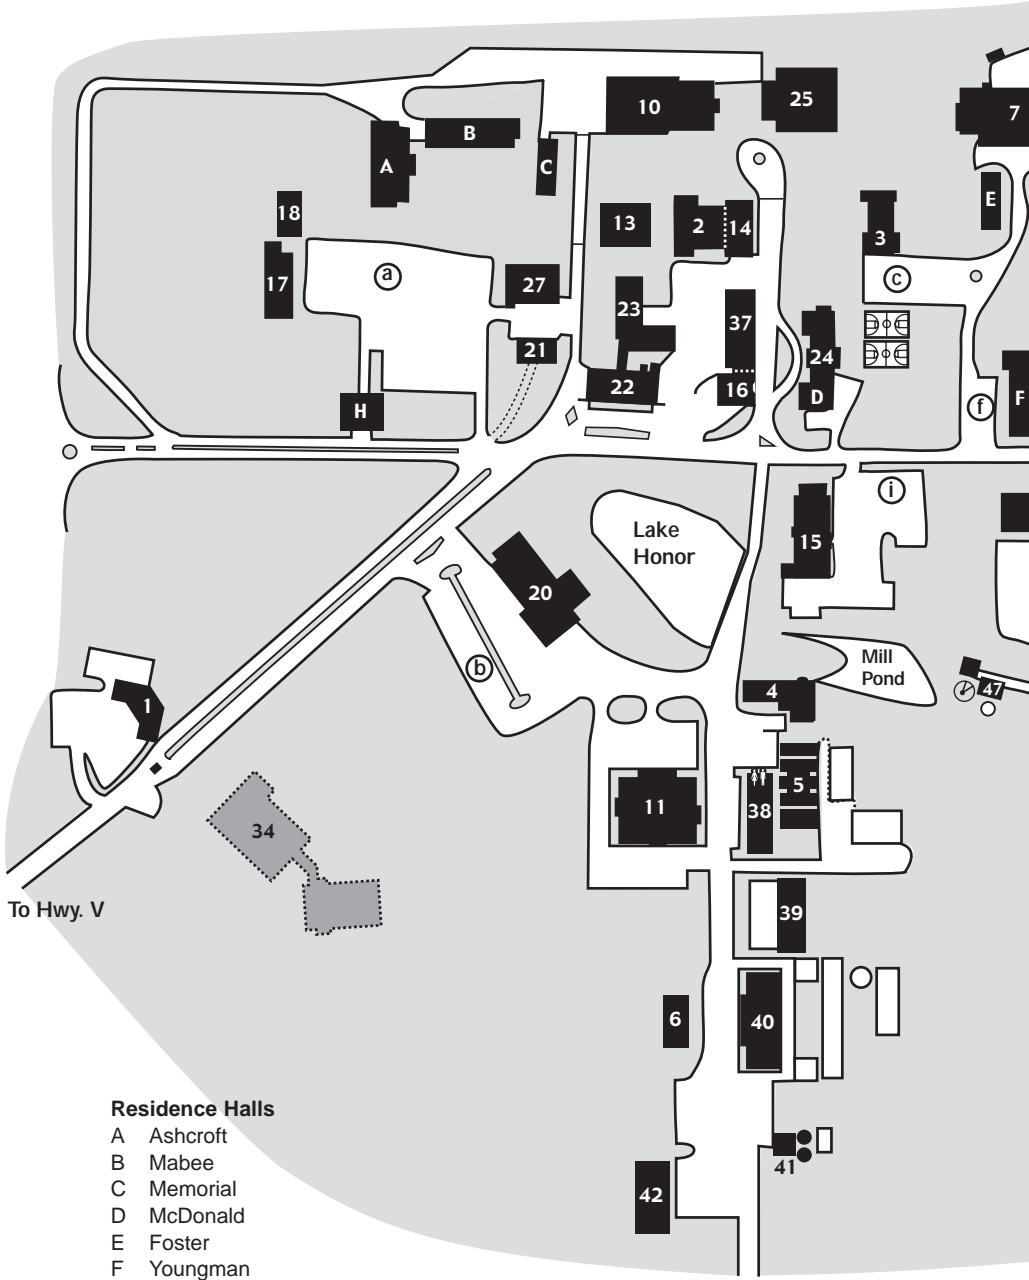 10
25
7
B
A
C
E
18
13
2
14
3
17
a
27
c
23
37
21
24
22
16
D
H
f
F
i
Lake
Honor
15
20
Mill
Pond
b
4
47
1
5
38
11
34
To Hwy. V
39
6
40
41
42
Residence Halls
A Ashcroft
B Mabee
C Memorial
D McDonald
E Foster
F Youngman